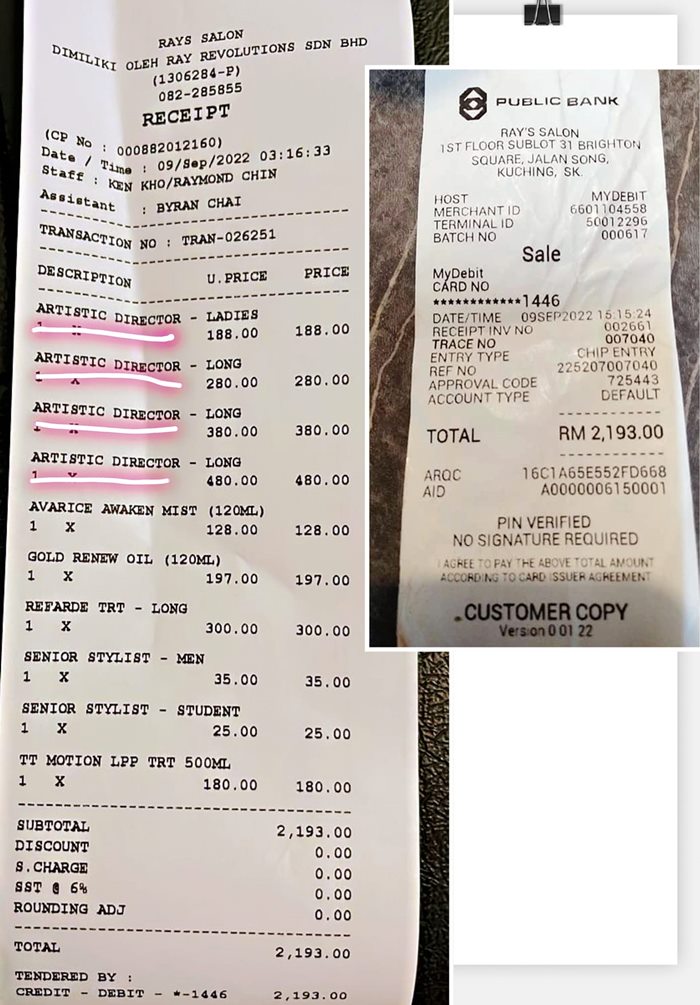 RAYS SALON
DIMILIKI OLEH RAY REVOLUTIONS SDN BHD
(1306284-P)
082-285855
RECEIPT
(CP No : 000882012160)
Date / Time : 09/Sep/2022 03:16:33
Staff : KEN KHO/RAYMOND CHIN
Assistant : BYRAN CHAI
TRANSACTION NO : TRAN-026251
DESCRIPTION U.PRICE PRICE
ARTISTIC DIRECTOR - LADIES
1 X 188.00 188.00
ARTISTIC DIRECTOR - LONG
1 X 280.00 280.00
ARTISTIC DIRECTOR - LONG
1 X 380.00 380.00
ARTISTIC DIRECTOR - LONG
1 X 480.00 480.00
AVARICE AWAKEN MIST (120ML)
1 X 128.00 128.00
GOLD RENEW OIL (120ML)
1 X 197.00 197.00
REFARDE TRT - LONG
1 X 300.00 300.00
SENIOR STYLIST - MEN
1 X 35.00 35.00
SENIOR STYLIST - STUDENT
1 X 25.00 25.00
TT MOTION LPP TRT 500ML
1 X 180.00 180.00
SUBTOTAL 2,193.00
DISCOUNT 0.00
S.CHARGE 0.00
SST @ 6% 0.00
ROUNDING ADJ 0.00
TOTAL 2,193.00
TENDERED BY :
CREDIT - DEBIT - *-1446 2,193.00
PUBLIC BANK
RAY'S SALON
1ST FLOOR SUBLOT 31 BRIGHTON
SQUARE, JALAN SONG,
KUCHING, SK.
HOST MYDEBIT
MERCHANT ID 6601104558
TERMINAL ID 50012296
BATCH NO 000617
Sale
MyDebit
CARD NO
************1446
DATE/TIME 09SEP2022 15:15:24
RECEIPT INV NO 002661
TRACE NO 007040
ENTRY TYPE CHIP ENTRY
REF NO 225207007040
APPROVAL CODE 725443
ACCOUNT TYPE DEFAULT
TOTAL RM 2,193.00
ARQC 16C1A65E552FD668
AID A0000006150001
PIN VERIFIED
NO SIGNATURE REQUIRED
I AGREE TO PAY THE ABOVE TOTAL AMOUNT
ACCORDING TO CARD ISSUER AGREEMENT
CUSTOMER COPY
Version 0 01 22